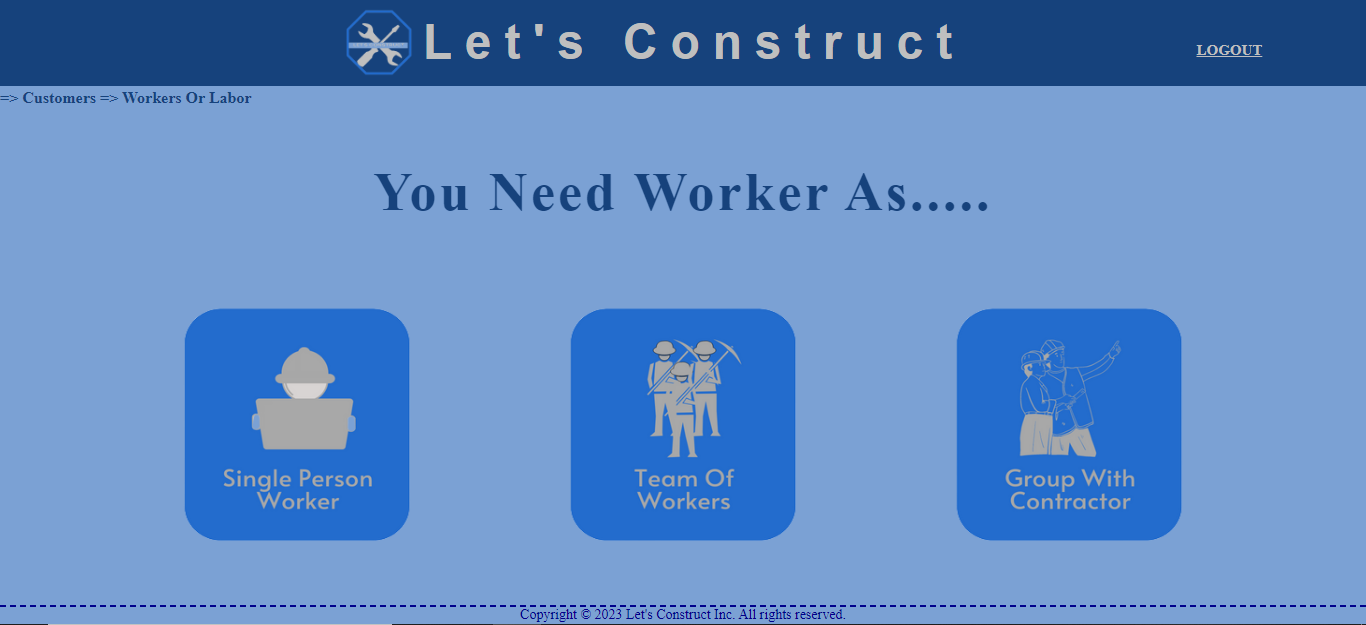 Let's Construct
LOGOUT
=> Customers => Workers Or Labor
You Need Worker As.....
Single Person
Worker
Team Of
Workers
Group With
Contractor
Copyright © 2023 Let's Construct Inc. All rights reserved.